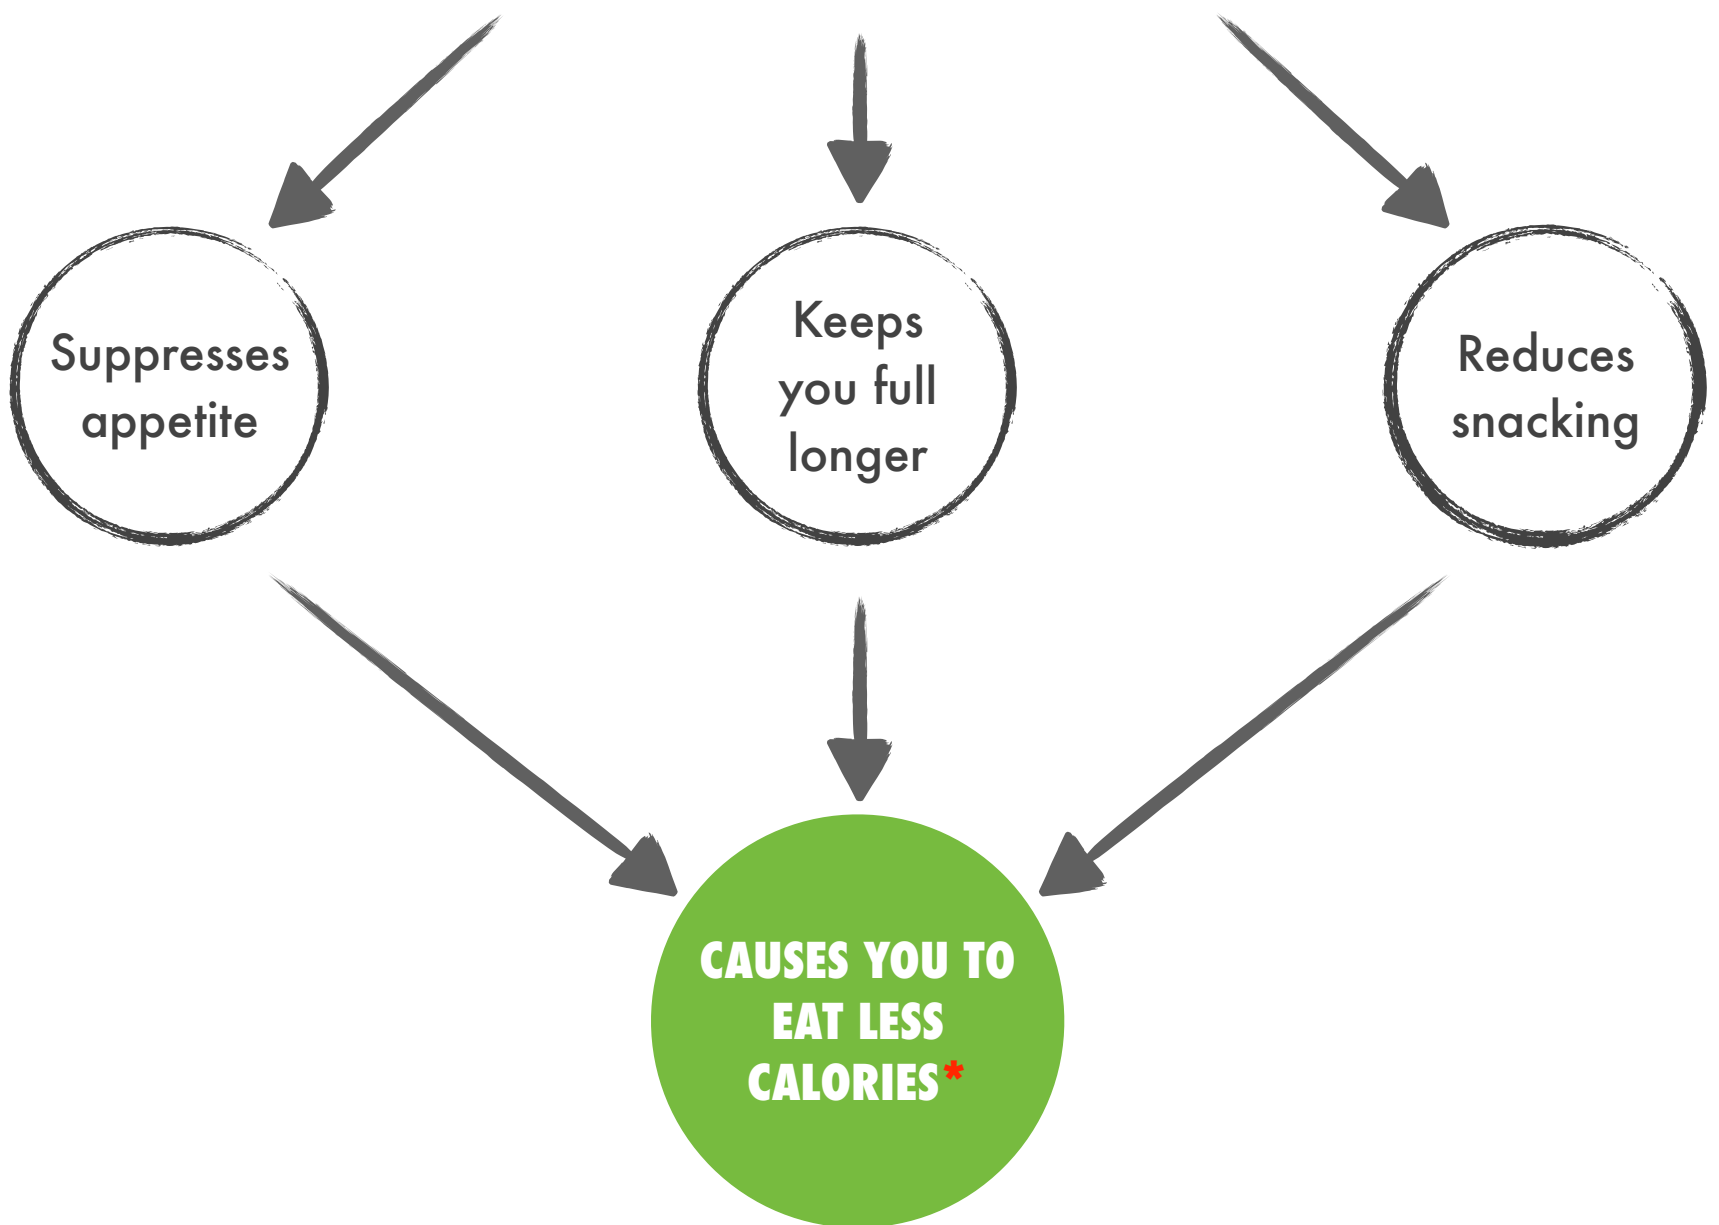 Suppresses
appetite
Keeps
you full
longer
Reduces
snacking
CAUSES YOU TO
EAT LESS
CALORIES*